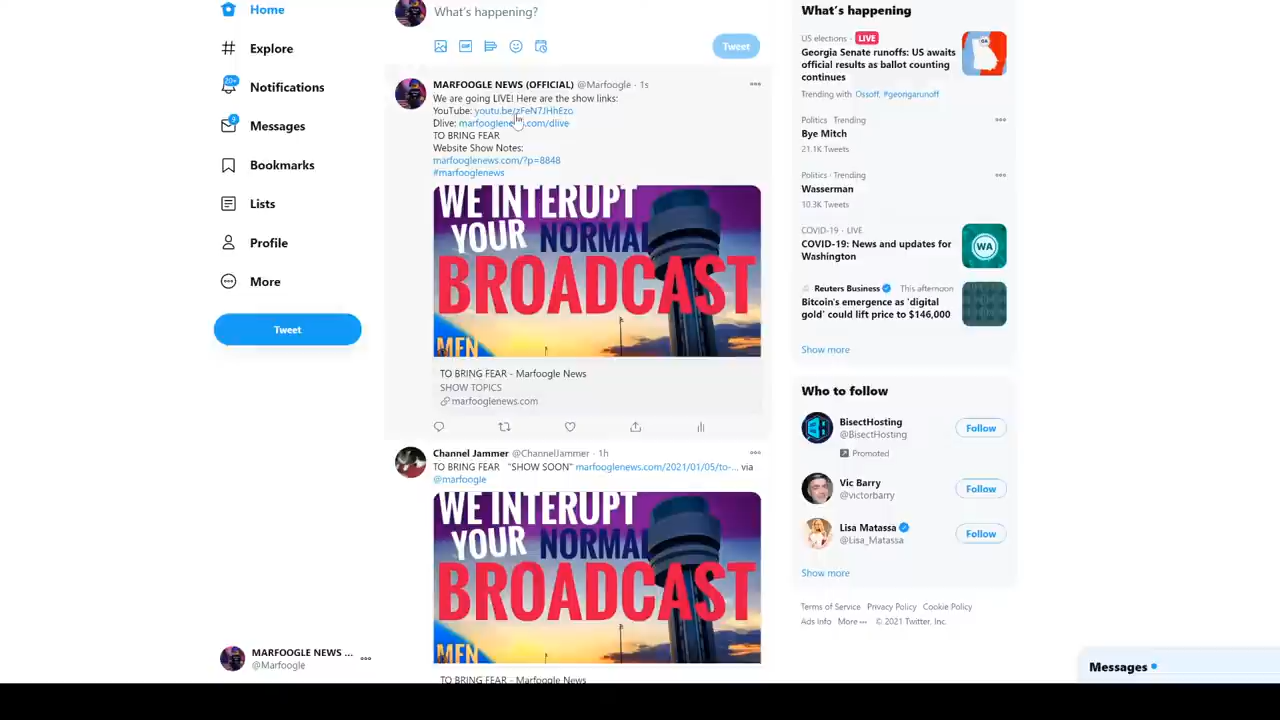 Home
Explore
20+
Notifications
9
Messages
Bookmarks
Lists
Profile
More
Tweet
MARFOOGLE NEWS ...
@Marfoogle
What's happening?
Tweet
MARFOOGLE NEWS (OFFICIAL) @Marfoogle · 1s
We are going LIVE! Here are the show links:
YouTube:
Dlive: marfooglenews.com/dlive
TO BRING FEAR
Website Show Notes:
marfooglenews.com/?p=8848
#marfooglenews
WE INTERUPT
YOUR NORMAL
BROADCAST
MFN
TO BRING FEAR - Marfoogle News
SHOW TOPICS
marfooglenews.com
Channel Jammer @ChannelJammer · 1h
TO BRING FEAR "SHOW SOON" marfooglenews.com/2021/01/05/to-... via
@marfoogle
WE INTERUPT
YOUR NORMAL
BROADCAST
MFN
TO BRING FEAR - Marfoogle News
What's happening
US elections · LIVE
Georgia Senate runoffs: US awaits
official results as ballot counting
continues
Trending with Ossoff, #georgarunoff
Politics · Trending
Bye Mitch
21.1K Tweets
Politics · Trending
Wasserman
10.3K Tweets
COVID-19 · LIVE
COVID-19: News and updates for
Washington
WA
Reuters Business This afternoon
Bitcoin's emergence as 'digital
gold' could lift price to $146,000
Show more
Who to follow
BisectHosting
@BisectHosting
Follow
Promoted
Vic Barry
@victorbarry
Follow
Lisa Matassa
@Lisa_Matassa
Follow
Show more
Terms of Service Privacy Policy Cookie Policy
Ads info More ··· © 2021 Twitter, Inc.
Messages